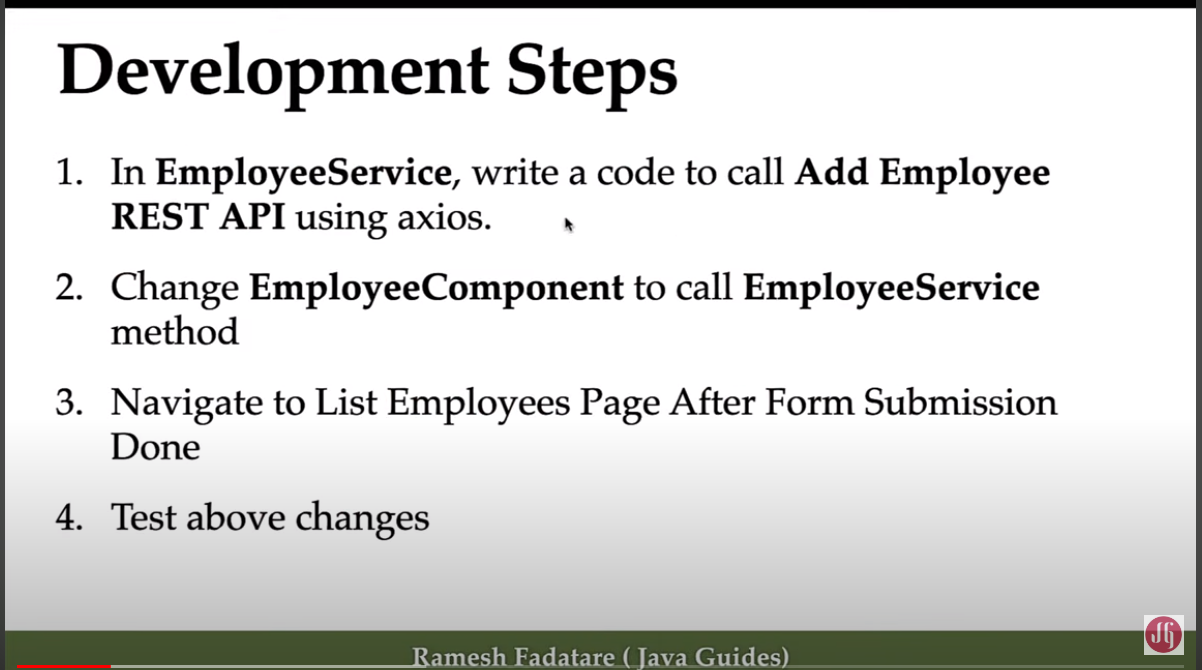 Development Steps
1. In EmployeeService, write a code to call Add Employee
REST API using axios.
2. Change EmployeeComponent to call EmployeeService
method
3. Navigate to List Employees Page After Form Submission
Done
4. Test above changes
Ramesh Fadatare ( Java Guides)
JG